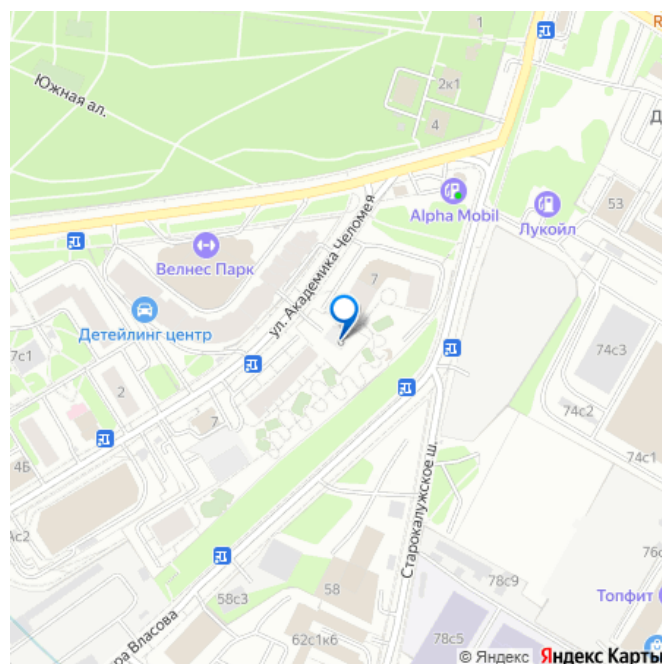 1
R
2к1
Южная ал.
4
Д
Alpha Mobil
53
Лукойл
ул. Академика Челомея
Велнес Парк
7
Детейлинг центр
7с1
74с3
2
74с2
7
4Б
74с1
Ас2
Старокалужское ш.
76с
78с9
58с3
58
Топфит
ра Власова
62с1к6
78с5
© Яндекс Яндекс Карты